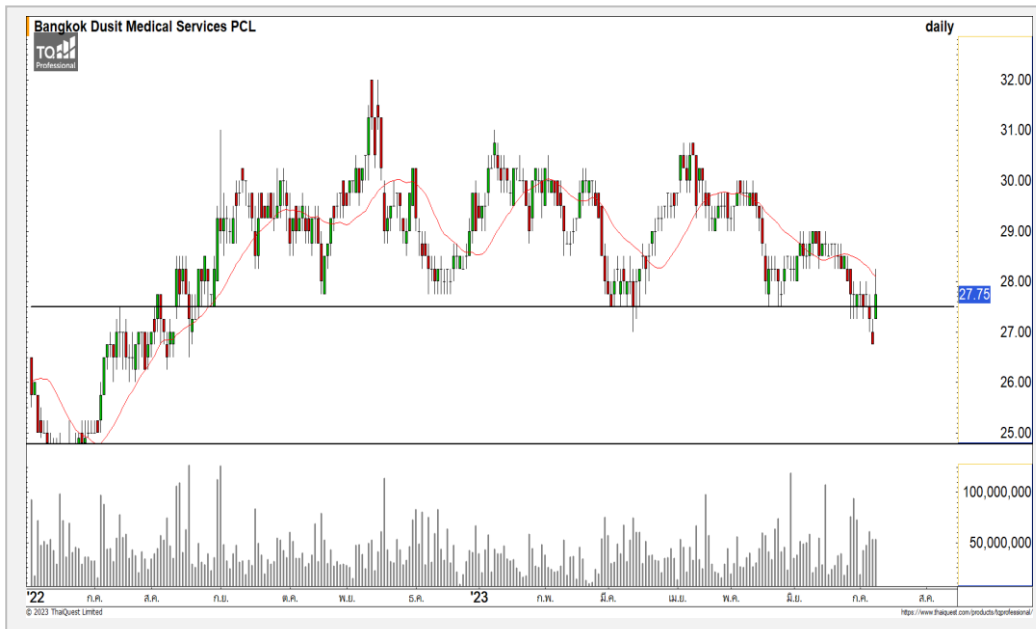 Bangkok Dusit Medical Services PCL daily
TQ
Professional
32.00
31.00
30.00
29.00
28.00
27.75
27.00
26.00
25.00
100,000,000
50,000,000
'22 ก.ค. ส.ค. ก.ย. ต.ค. พ.ย. ธ.ค. '23 ก.พ. มี.ค. เม.ย. พ.ค. มิ.ย. ก.ค. ส.ค.
© 2023 ThaiQuest Limited https://www.thaiquest.com/products/tqprofessional/